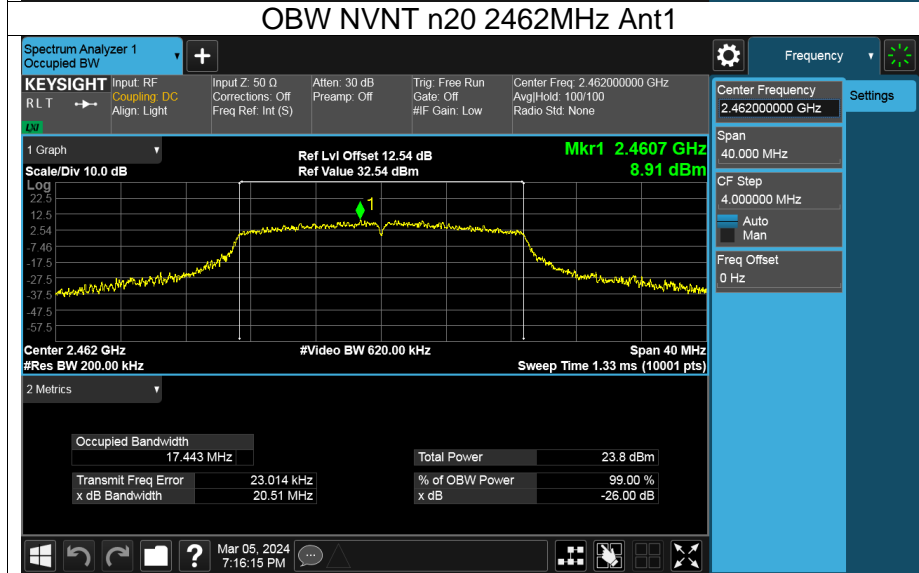 OBW NVNT n20 2462MHz Ant1
Spectrum Analyzer 1
Occupied BW
+
Frequency
KEYSIGHT
RLT
LXI
Input: RF
Coupling: DC
Align: Light
Input Z: 50 Ω
Corrections: Off
Freq Ref: Int (S)
Atten: 30 dB
Preamp: Off
Trig: Free Run
Gate: Off
#IF Gain: Low
Center Freq: 2.462000000 GHz
Avg|Hold: 100/100
Radio Std: None
Center Frequency
2.462000000 GHz
Settings
Span
40.000 MHz
CF Step
4.000000 MHz
Auto
Man
Freq Offset
0 Hz
1 Graph
Scale/Div 10.0 dB
Ref Lvl Offset 12.54 dB
Ref Value 32.54 dBm
Mkr1 2.4607 GHz
8.91 dBm
Log
22.5
12.5
2.54
-7.46
-17.5
-27.5
-37.5
-47.5
-57.5
1
Center 2.462 GHz
#Res BW 200.00 kHz
#Video BW 620.00 kHz
Span 40 MHz
Sweep Time 1.33 ms (10001 pts)
2 Metrics
Occupied Bandwidth
17.443 MHz
Transmit Freq Error 23.014 kHz
x dB Bandwidth 20.51 MHz
Total Power 23.8 dBm
% of OBW Power 99.00 %
x dB -26.00 dB
?
Mar 05, 2024
7:16:15 PM